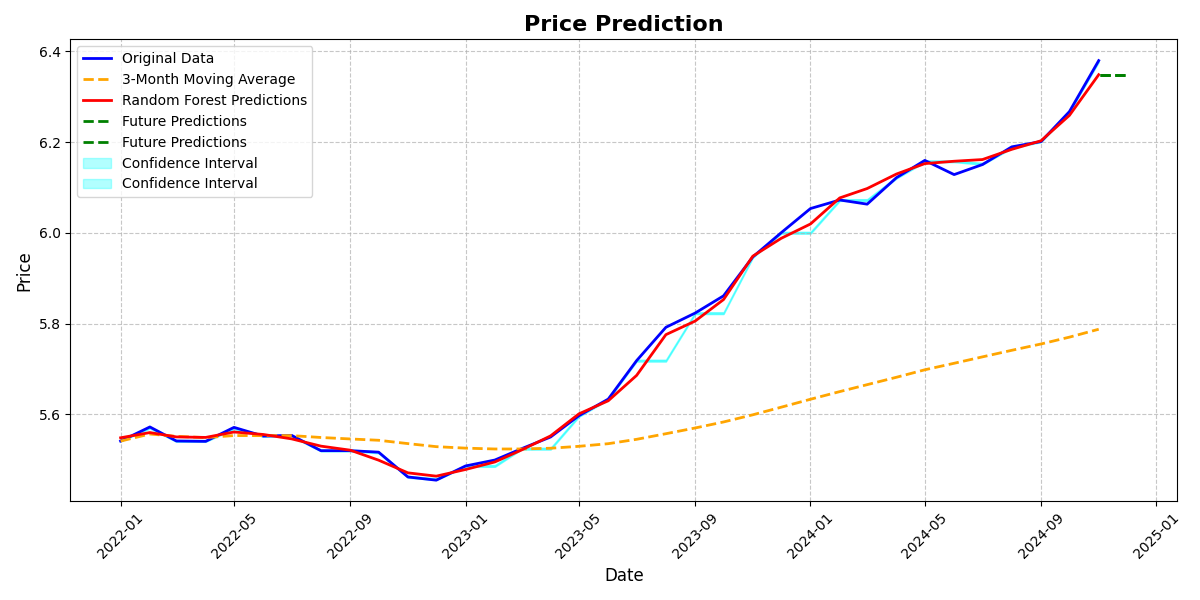 Price Prediction
6.4
6.2
6.0
5.8
5.6
Price
Original Data
3-Month Moving Average
Random Forest Predictions
Future Predictions
Future Predictions
Confidence Interval
Confidence Interval
2022-01
2022-05
2022-09
2023-01
2023-05
2023-09
2024-01
2024-05
2024-09
2025-01
Date